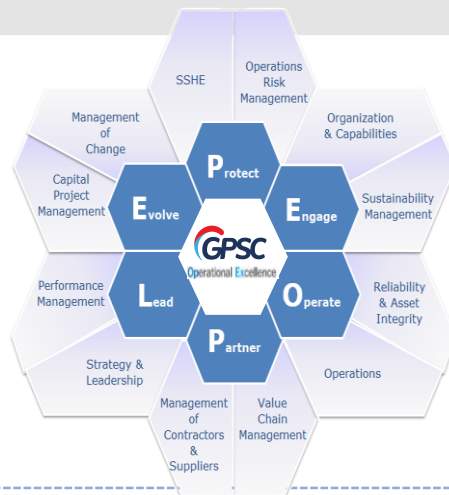 SSHE
Operations
Risk
Management
Organization
& Capabilities
Sustainability
Management
Reliability
& Asset
Integrity
Operations
Value
Chain
Management
Management
of
Contractors
&
Suppliers
Strategy &
Leadership
Performance
Management
Capital
Project
Management
Management
of
Change
Protect
Engage
Operate
Partner
Lead
Evolve
GPSC
Operational Excellence